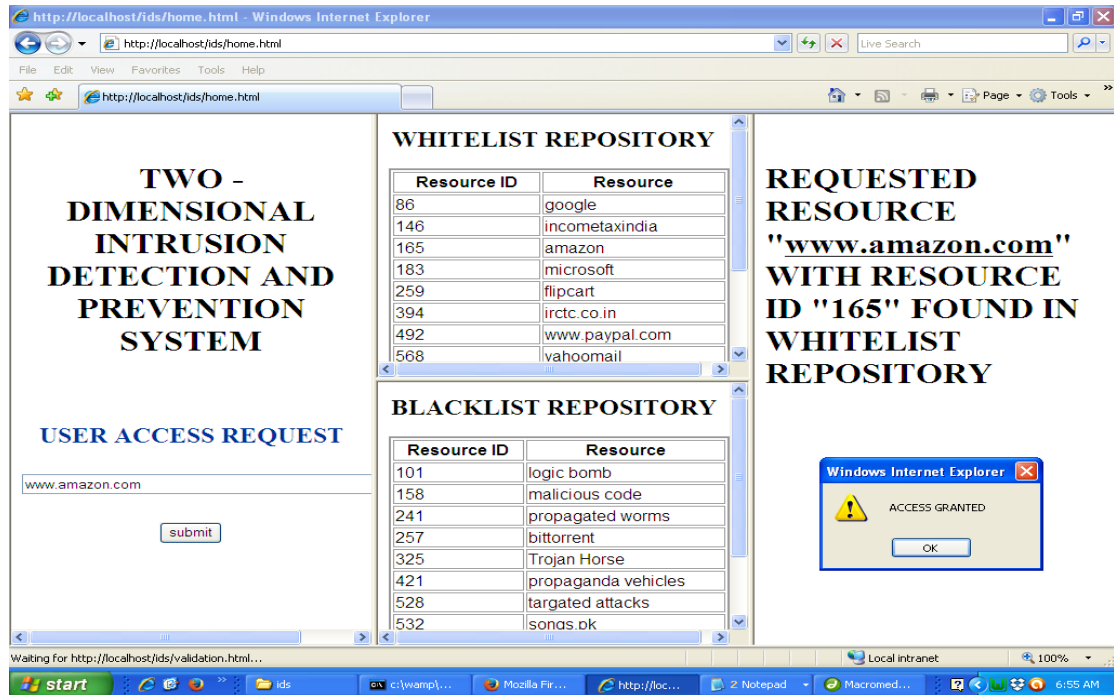 http://localhost/ids/home.html - Windows Internet Explorer
http://localhost/ids/home.html
Live Search
File Edit View Favorites Tools Help
http://localhost/ids/home.html
Page Tools »
TWO -
DIMENSIONAL
INTRUSION
DETECTION AND
PREVENTION
SYSTEM
USER ACCESS REQUEST
www.amazon.com
submit
WHITELIST REPOSITORY
Resource ID Resource
86 google
146 incometaxindia
165 amazon
183 microsoft
259 flipcart
394 irctc.co.in
492 www.paypal.com
568 yahoomail
BLACKLIST REPOSITORY
Resource ID Resource
101 logic bomb
158 malicious code
241 propagated worms
257 bittorrent
325 Trojan Horse
421 propaganda vehicles
528 targated attacks
532 songs.pk
REQUESTED
RESOURCE
"www.amazon.com"
WITH RESOURCE
ID "165" FOUND IN
WHITELIST
REPOSITORY
Windows Internet Explorer
ACCESS GRANTED
OK
Waiting for http://localhost/ids/validation.html...
Local intranet
100%
start
»
ids
c:\wamp\...
Mozilla Fir...
http://loc...
2 Notepad
Macromed...
6:55 AM